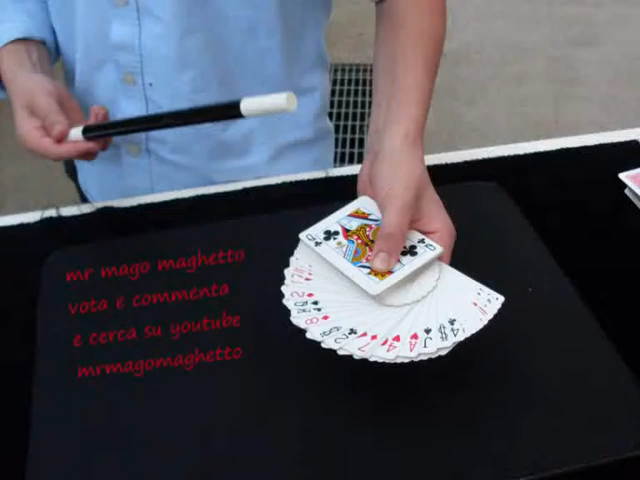 mr mago maghetto
vota e commenta
e cerca su youtube
mrmagomaghetto